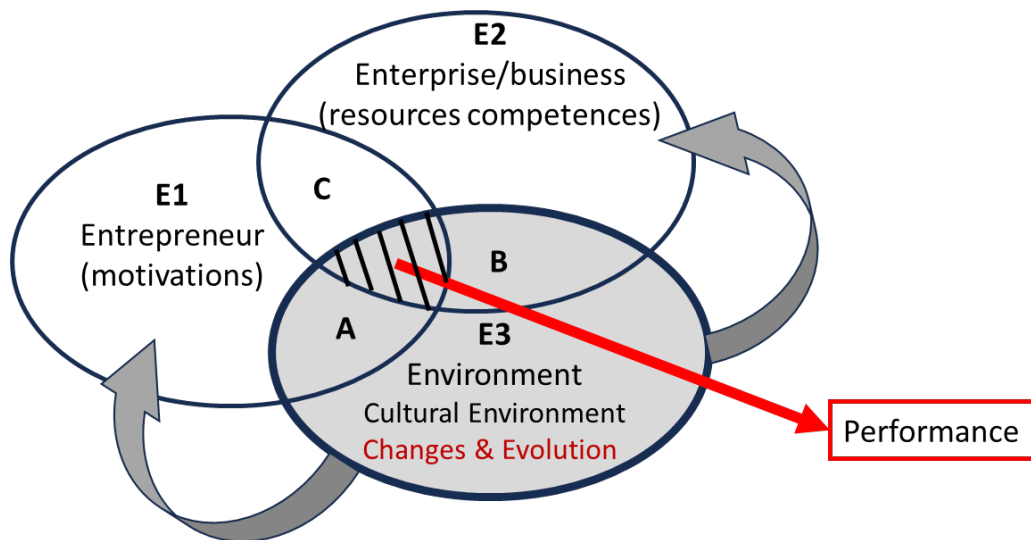 E2
Enterprise/business
(resources competences)
E1
Entrepreneur
(motivations)
C
B
A
E3
Environment
Cultural Environment
Changes & Evolution
Performance